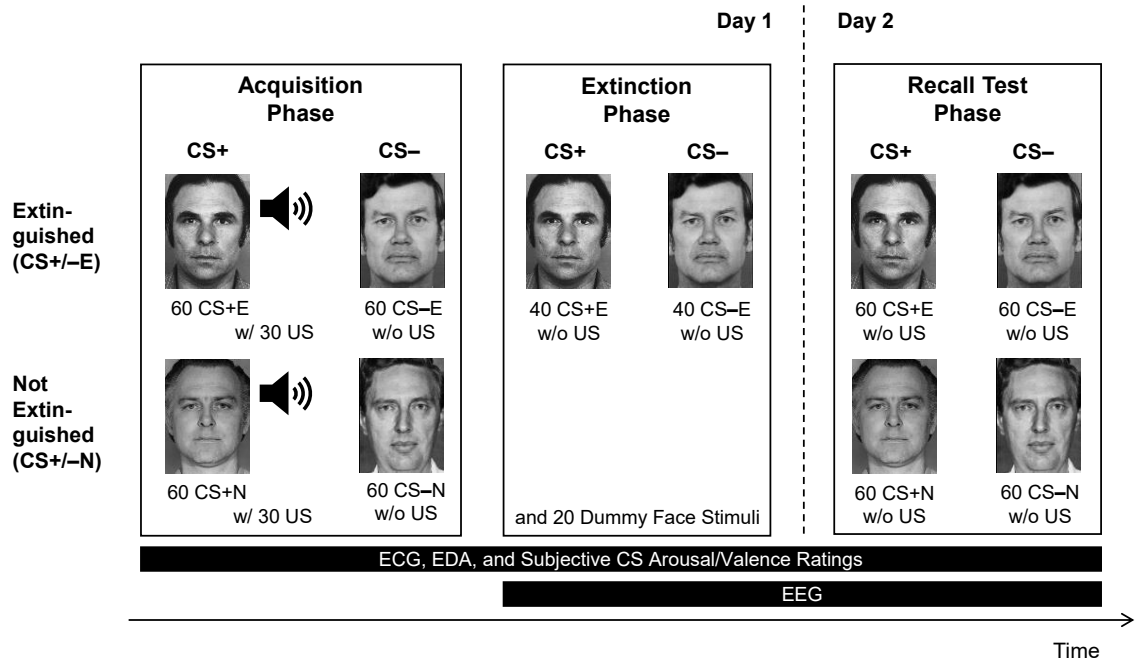 Day 1
Day 2
Acquisition
Phase
CS+
CS–
Extin-
guished
(CS+/–E)
60 CS+E
w/ 30 US
60 CS–E
w/o US
Not
Extin-
guished
(CS+/–N)
60 CS+N
w/ 30 US
60 CS–N
w/o US
Extinction
Phase
CS+
CS–
40 CS+E
w/o US
40 CS–E
w/o US
and 20 Dummy Face Stimuli
Recall Test
Phase
CS+
CS–
60 CS+E
w/o US
60 CS–E
w/o US
60 CS+N
w/o US
60 CS–N
w/o US
ECG, EDA, and Subjective CS Arousal/Valence Ratings
EEG
Time